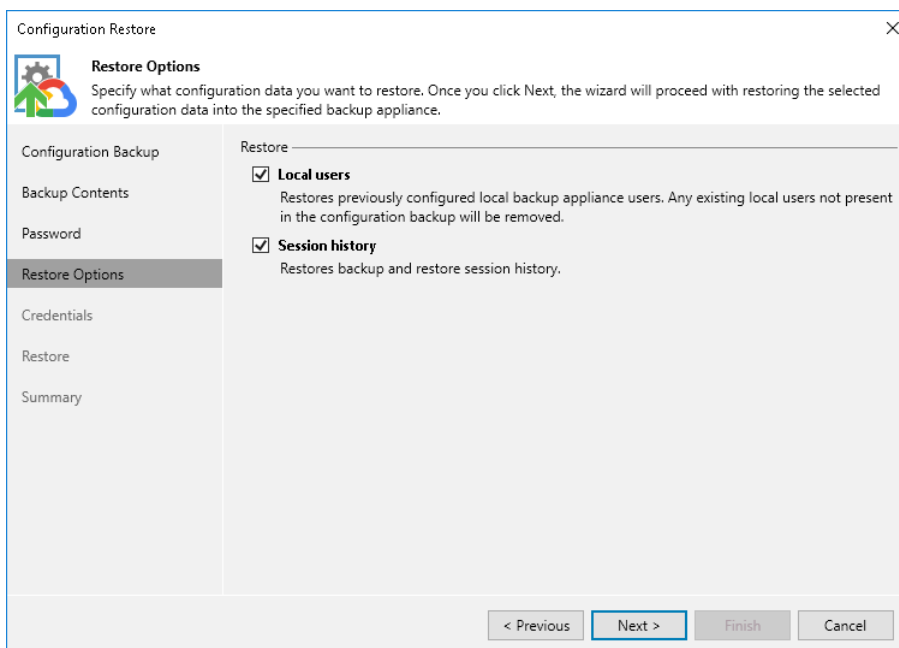 Configuration Restore
Restore Options
Specify what configuration data you want to restore. Once you click Next, the wizard will proceed with restoring the selected
configuration data into the specified backup appliance.
Configuration Backup
Backup Contents
Password
Restore Options
Credentials
Restore
Summary
Restore
Local users
Restores previously configured local backup appliance users. Any existing local users not present
in the configuration backup will be removed.
Session history
Restores backup and restore session history.
< Previous
Next >
Finish
Cancel